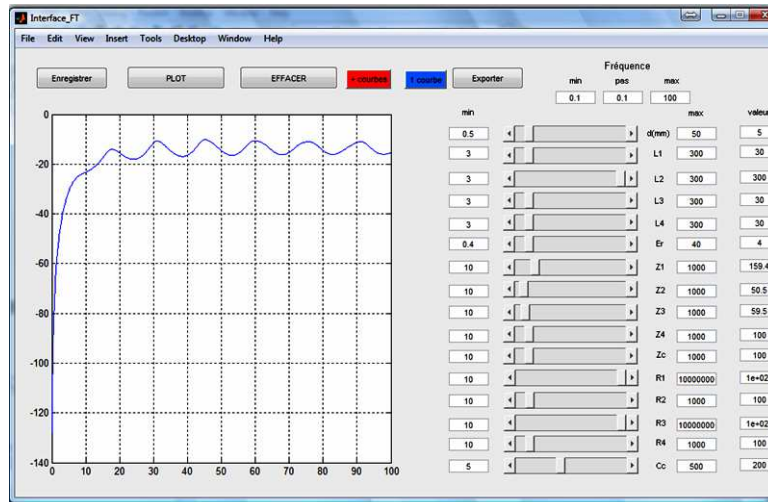 Interface_FT
File Edit View Insert Tools Desktop Window Help
Enregistrer PLOT EFFACER + courbes 1 courbe Exporter
Fréquence
min pas max
0.1 0.1 100
min max valeur
0.5 d(mm) 50 5
3 L1 300 30
3 L2 300 300
3 L3 300 30
3 L4 300 30
0.4 Er 40 4
10 Z1 1000 159.4
10 Z2 1000 50.5
10 Z3 1000 59.5
10 Z4 1000 100
10 Zc 1000 100
10 R1 10000000 1e+02
10 R2 1000 100
10 R3 10000000 1e+02
10 R4 1000 100
5 Cc 500 200
0
-20
-40
-60
-80
-100
-120
-140
0 10 20 30 40 50 60 70 80 90 100